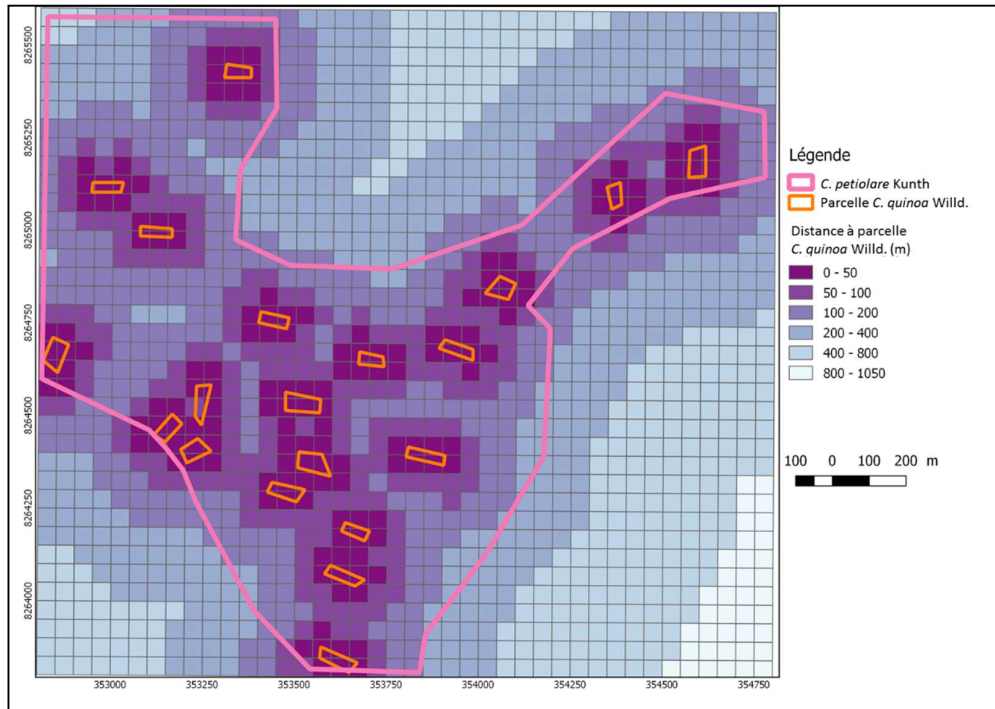 8265500
8265250
8265000
8264750
8264500
8264250
8264000
353000 353250 353500 353750 354000 354250 354500 354750
Légende
C. petiolare Kunth
Parcelle C. quinoa Willd.
Distance à parcelle
C. quinoa Willd. (m)
0 - 50
50 - 100
100 - 200
200 - 400
400 - 800
800 - 1050
100 0 100 200 m